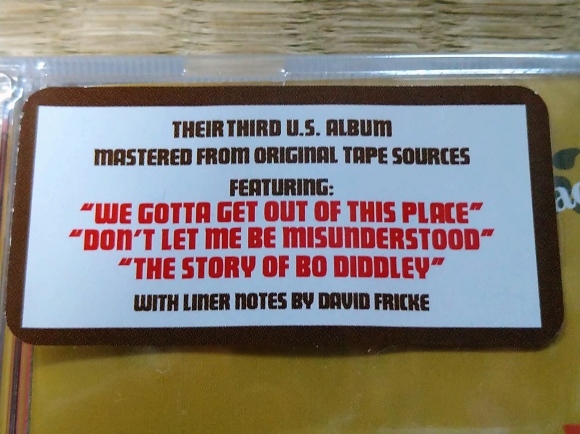 THEIR THIRD U.S. ALBUM
MASTERED FROM ORIGINAL TAPE SOURCES
FEATURING:
"WE GOTTA GET OUT OF THIS PLACE"
"DON'T LET ME BE MISUNDERSTOOD"
"THE STORY OF BO DIDDLEY"
WITH LINER NOTES BY DAVID FRICKE